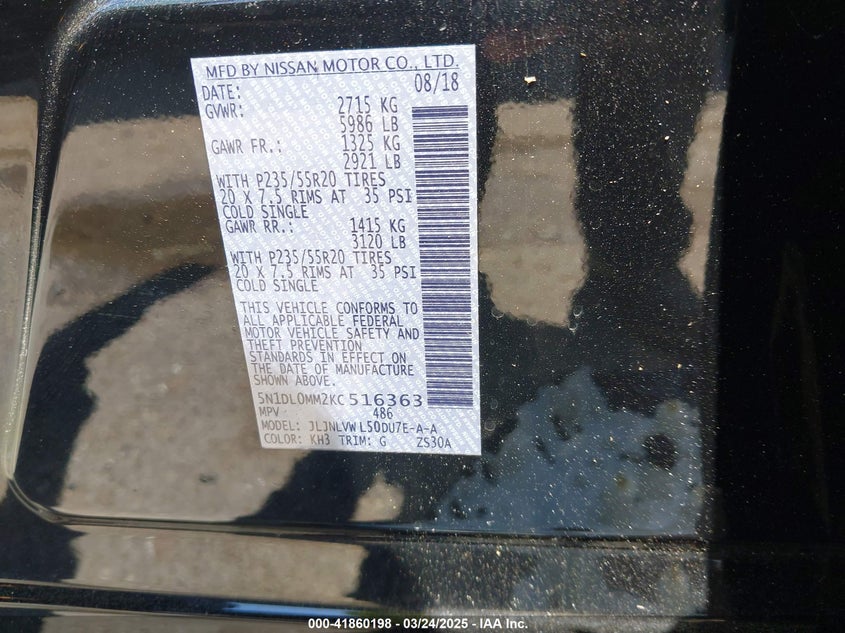 MFD BY NISSAN MOTOR CO., LTD.
DATE: 08/18
GVWR: 2715 KG
5986 LB
GAWR FR.: 1325 KG
2921 LB
WITH P235/55R20 TIRES
20 X 7.5 RIMS AT 35 PSI
COLD SINGLE
GAWR RR.: 1415 KG
3120 LB
WITH P235/55R20 TIRES
20 X 7.5 RIMS AT 35 PSI
COLD SINGLE
THIS VEHICLE CONFORMS TO
ALL APPLICABLE FEDERAL
MOTOR VEHICLE SAFETY AND
THEFT PREVENTION
STANDARDS IN EFFECT ON
THE DATE OF MANUFACTURE
SHOWN ABOVE.
5N1DL0MM2KC516363
MPV 486
MODEL: JLJNLVW L50DU7E-A-A
COLOR: KH3 TRIM: G ZS30A
000-41860198 - 03/24/2025 - IAA Inc.